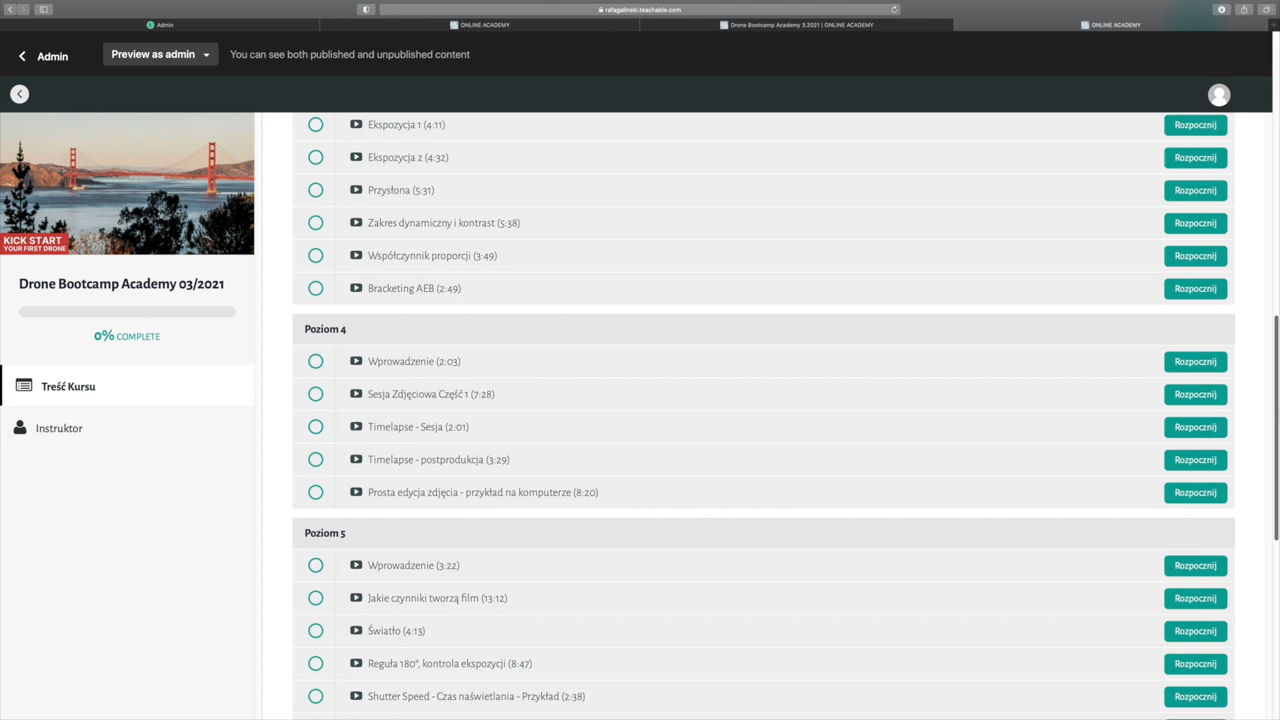 rafagalinski.teachable.com
Admin
ONLINE ACADEMY
Drone Bootcamp Academy 3.2021 | ONLINE ACADEMY
ONLINE ACADEMY
Admin
Preview as admin
You can see both published and unpublished content
KICK START
YOUR FIRST DRONE
Drone Bootcamp Academy 03/2021
0% COMPLETE
Treść Kursu
Instruktor
Ekspozycja 1 (4:11) Rozpocznij
Ekspozycja 2 (4:32) Rozpocznij
Przysłona (5:31) Rozpocznij
Zakres dynamiczny i kontrast (5:38) Rozpocznij
Współczynnik proporcji (3:49) Rozpocznij
Bracketing AEB (2:49) Rozpocznij
Poziom 4
Wprowadzenie (2:03) Rozpocznij
Sesja Zdjęciowa Część 1 (7:28) Rozpocznij
Timelapse - Sesja (2:01) Rozpocznij
Timelapse - postprodukcja (3:29) Rozpocznij
Prosta edycja zdjęcia - przykład na komputerze (8:20) Rozpocznij
Poziom 5
Wprowadzenie (3:22) Rozpocznij
Jakie czynniki tworzą film (13:12) Rozpocznij
Światło (4:13) Rozpocznij
Reguła 180°, kontrola ekspozycji (8:47) Rozpocznij
Shutter Speed - Czas naświetlania - Przykład (2:38) Rozpocznij